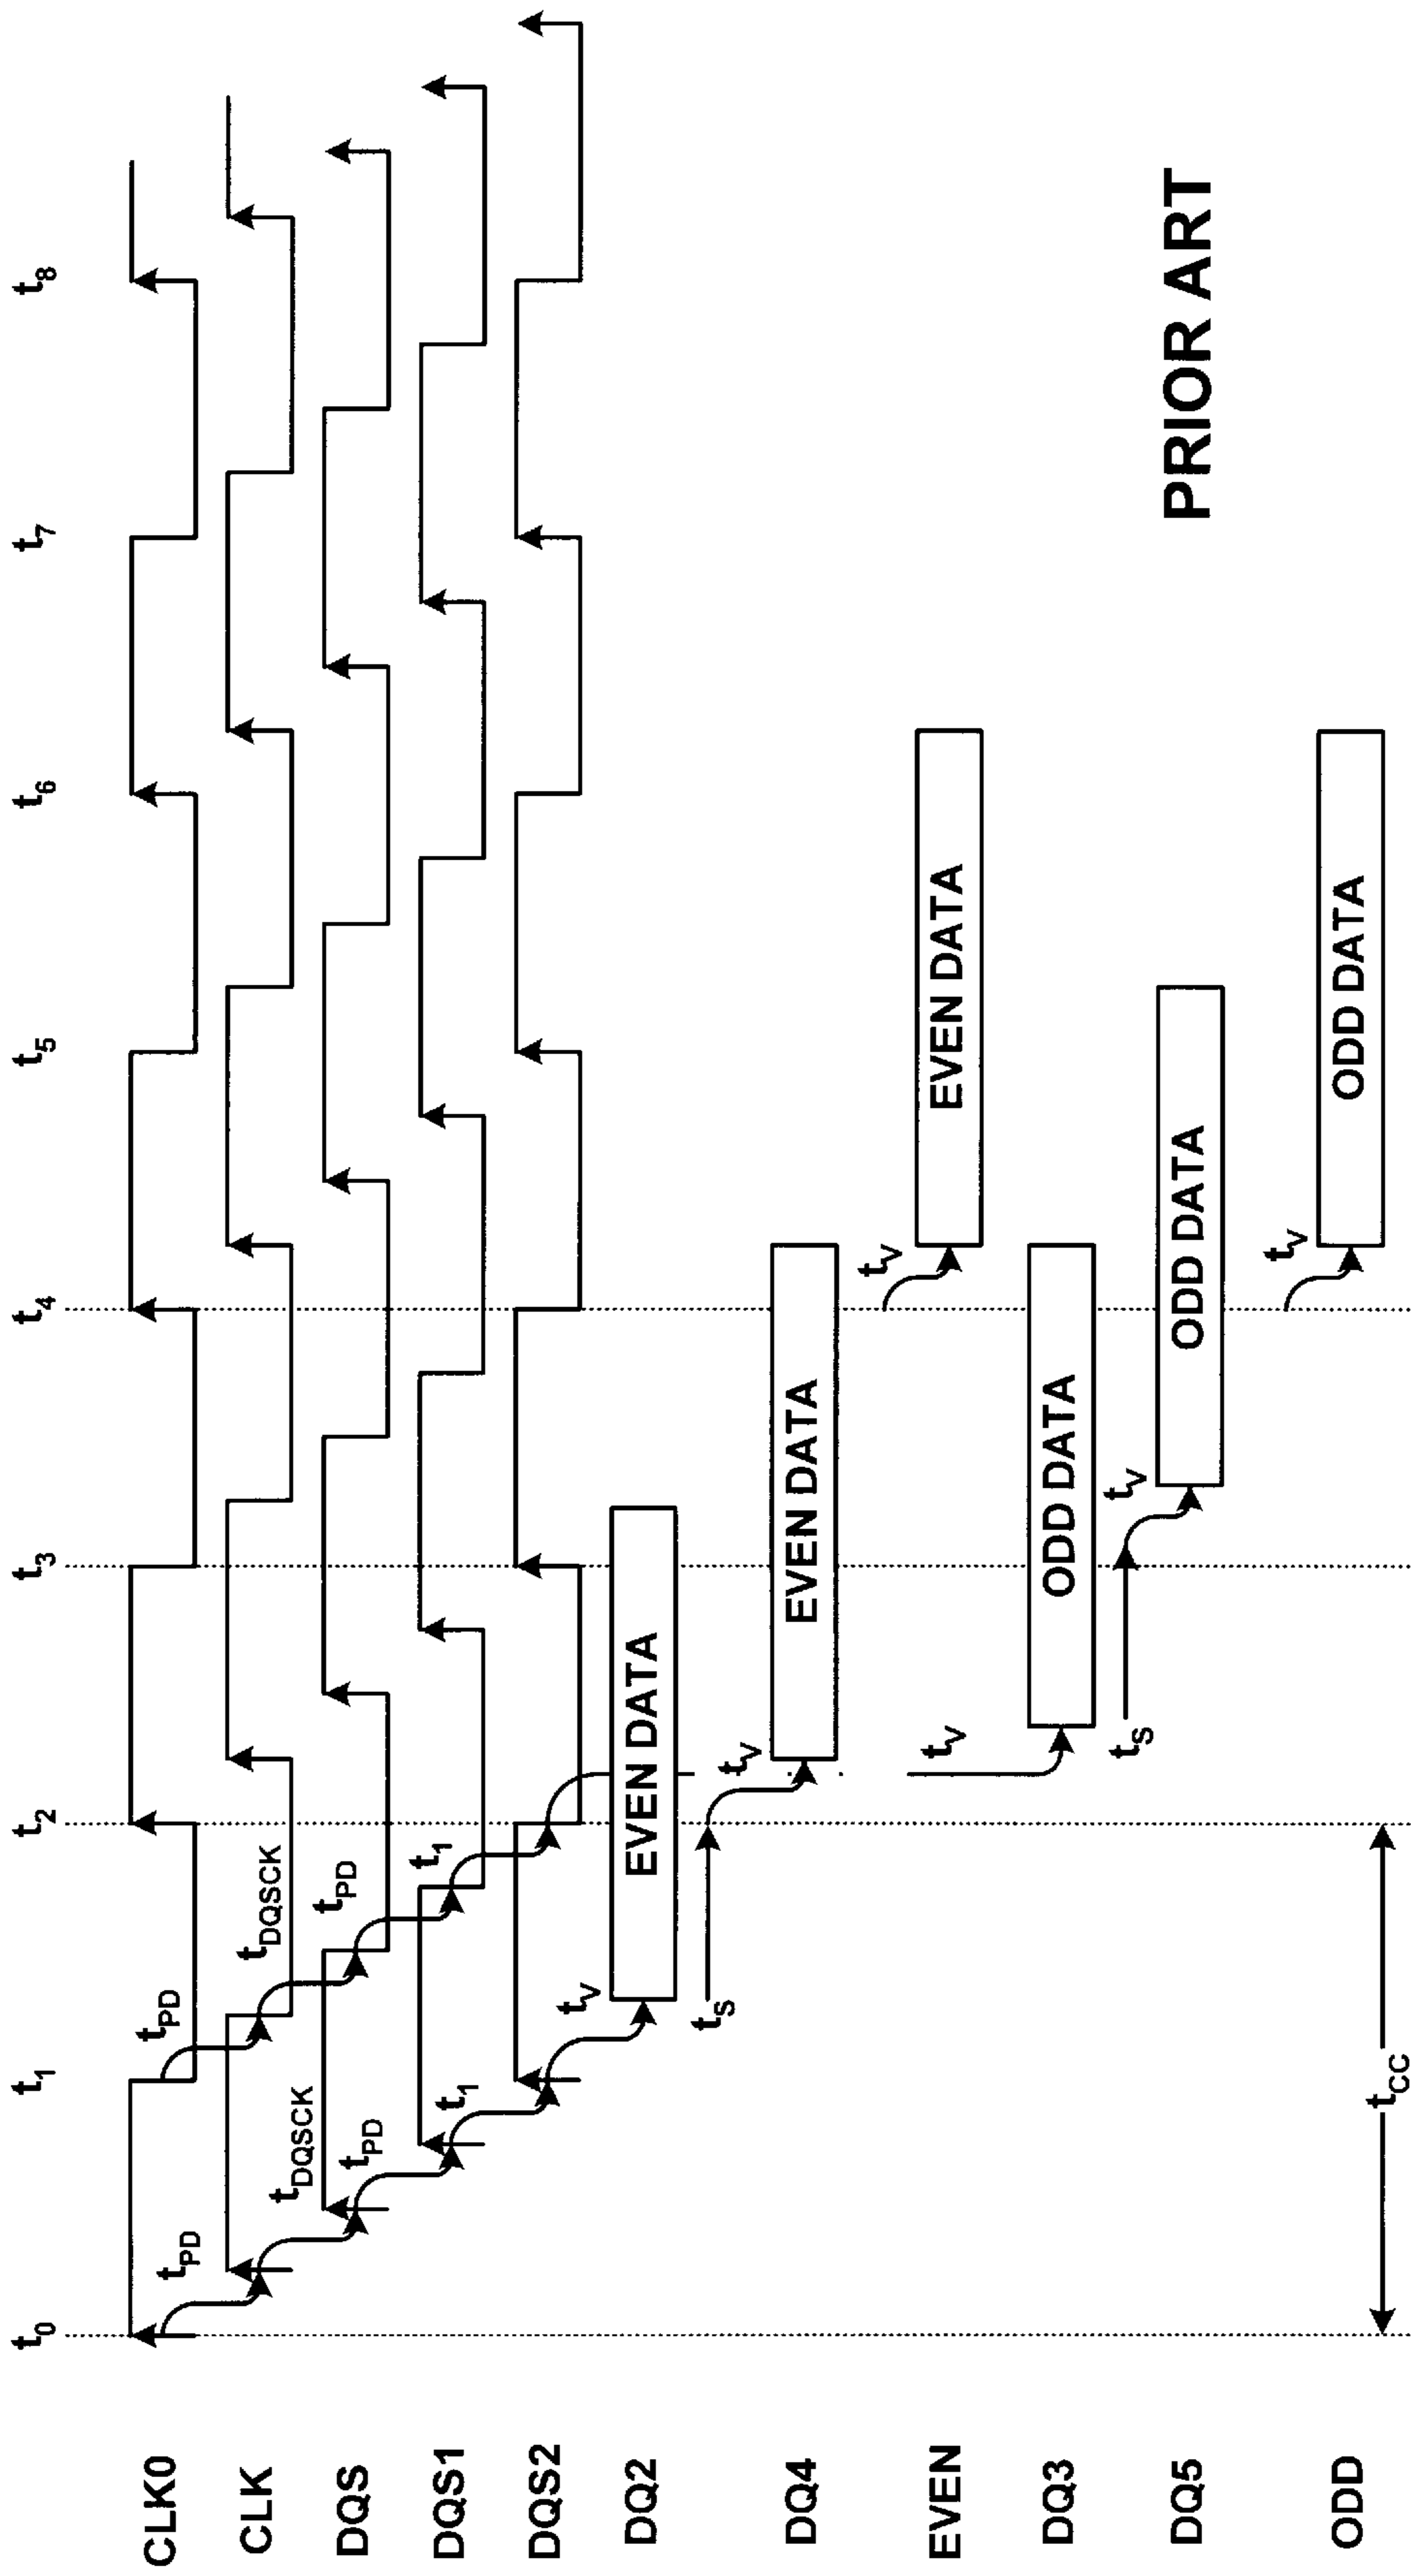 t0 t1 t2 t3 t4 t5 t6 t7 t8
CLK0 tPD tPD
CLK tDQSCK tDQSCK
DQS tPD tPD
DQS1 t1 t1
DQS2 tV
DQ2 EVEN DATA
tS tV
DQ4 EVEN DATA
tV
EVEN EVEN DATA
tV
DQ3 ODD DATA
tS tV
DQ5 ODD DATA
tV
ODD ODD DATA
tCC
PRIOR ART